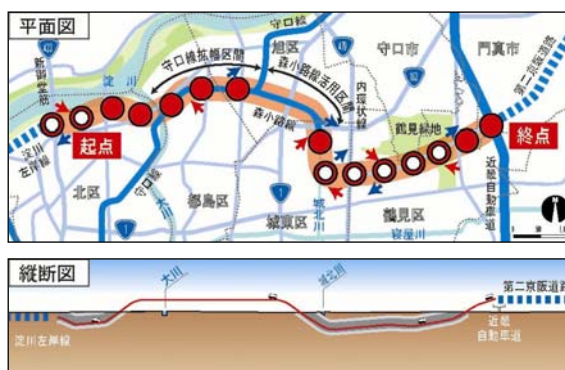 平面図
423
新御堂筋
淀川
守口線拡幅区間
旭区
森小路線活用区間
479
守口市
163
門真市
第二京阪道路
内環状線
森小路線
鶴見緑地
起点
終点
淀川左岸線
北区
守口線
大川
都島区
1
城東区
城北川
1
鶴見区
寝屋川
近畿自動車道
縦断図
大川
城北川
第二京阪道路
淀川左岸線
近畿自動車道